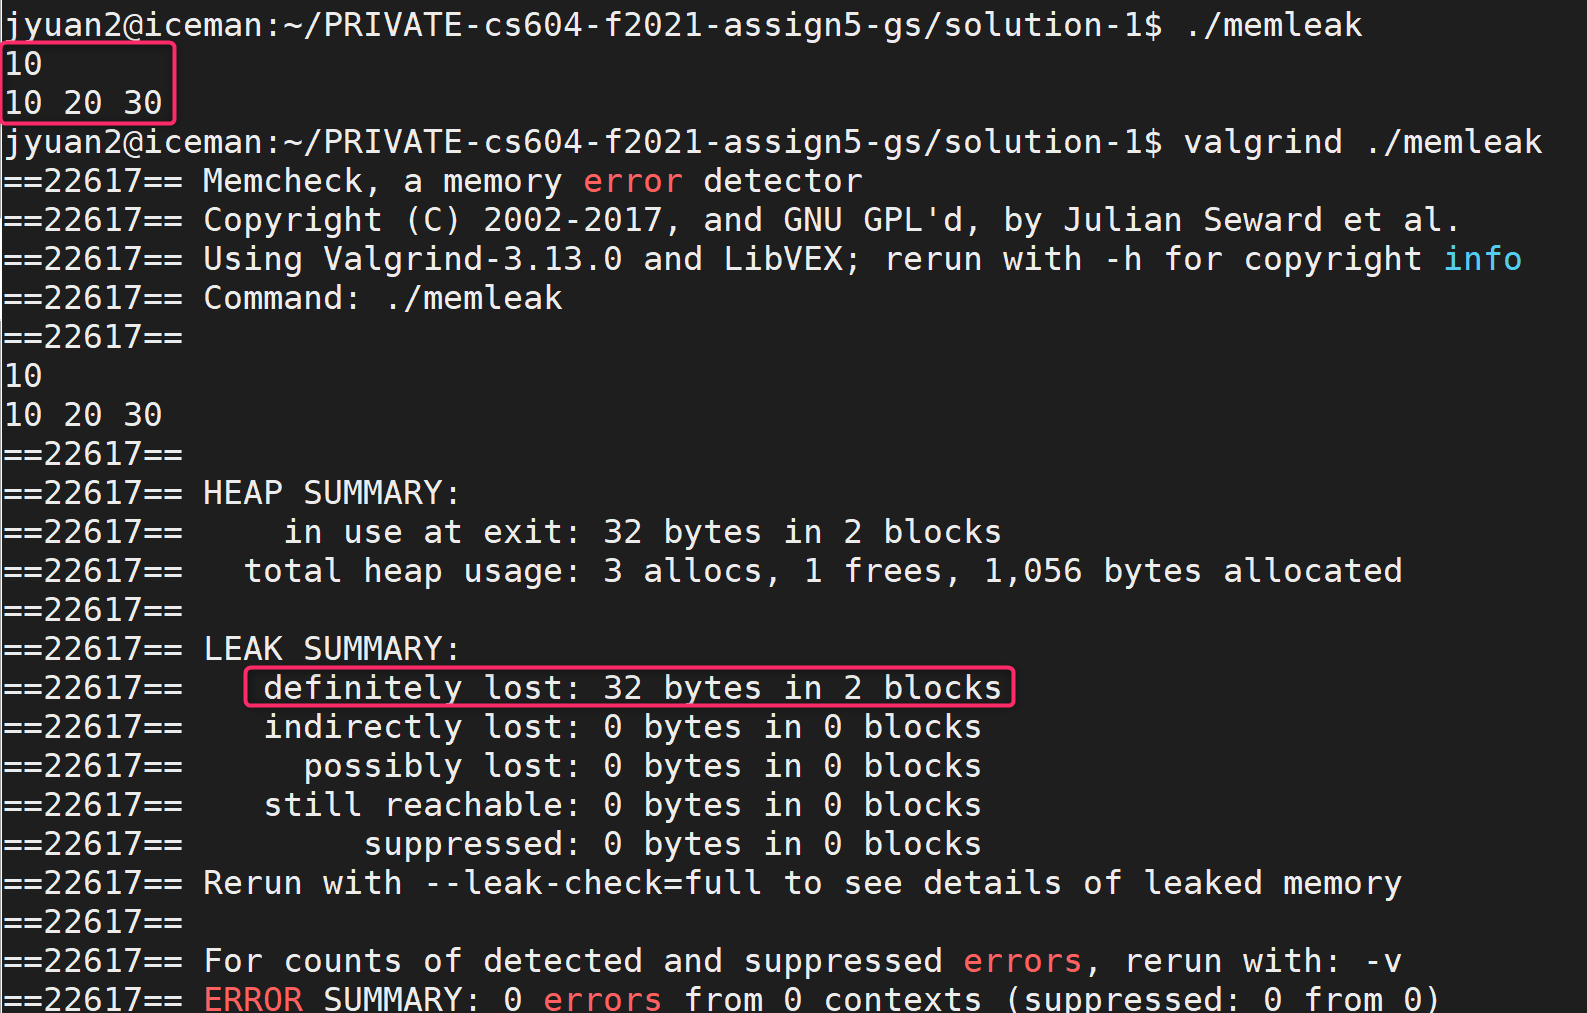 jyuan2@iceman:~/PRIVATE-cs604-f2021-assign5-gs/solution-1$ ./memleak
10
10 20 30
jyuan2@iceman:~/PRIVATE-cs604-f2021-assign5-gs/solution-1$ valgrind ./memleak
==22617== Memcheck, a memory error detector
==22617== Copyright (C) 2002-2017, and GNU GPL'd, by Julian Seward et al.
==22617== Using Valgrind-3.13.0 and LibVEX; rerun with -h for copyright info
==22617== Command: ./memleak
==22617==
10
10 20 30
==22617==
==22617== HEAP SUMMARY:
==22617==     in use at exit: 32 bytes in 2 blocks
==22617==   total heap usage: 3 allocs, 1 frees, 1,056 bytes allocated
==22617==
==22617== LEAK SUMMARY:
==22617==    definitely lost: 32 bytes in 2 blocks
==22617==    indirectly lost: 0 bytes in 0 blocks
==22617==      possibly lost: 0 bytes in 0 blocks
==22617==    still reachable: 0 bytes in 0 blocks
==22617==         suppressed: 0 bytes in 0 blocks
==22617== Rerun with --leak-check=full to see details of leaked memory
==22617==
==22617== For counts of detected and suppressed errors, rerun with: -v
==22617== ERROR SUMMARY: 0 errors from 0 contexts (suppressed: 0 from 0)